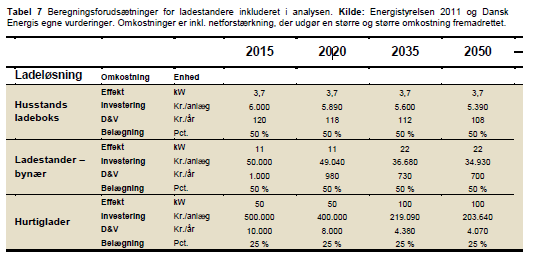 Tabel 7 Beregningsforudsætninger for ladestandere inkluderet i analysen. Kilde: Energistyrelsen 2011 og Dansk
Energis egne vurderinger. Omkostninger er inkl. netforstærkning, der udgør en større og større omkostning fremadrettet.
2015 2020 2035 2050
Ladeløsning Omkostning Enhed
Effekt kW 3,7 3,7 3,7 3,7
Husstands ladeboks Investering Kr./anlæg 6.000 5.890 5.600 5.390
D&V Kr./år 120 118 112 108
Belægning Pct. 50 % 50 % 50 % 50 %
Effekt kW 11 11 22 22
Ladestander – bynær Investering Kr./anlæg 50.000 49.040 36.680 34.930
D&V Kr./år 1.000 980 730 700
Belægning Pct. 50 % 50 % 50 % 50 %
Effekt kW 50 50 100 100
Hurtiglader Investering Kr./anlæg 500.000 400.000 219.090 203.640
D&V Kr./år 10.000 8.000 4.380 4.070
Belægning Pct. 25 % 25 % 25 % 25 %